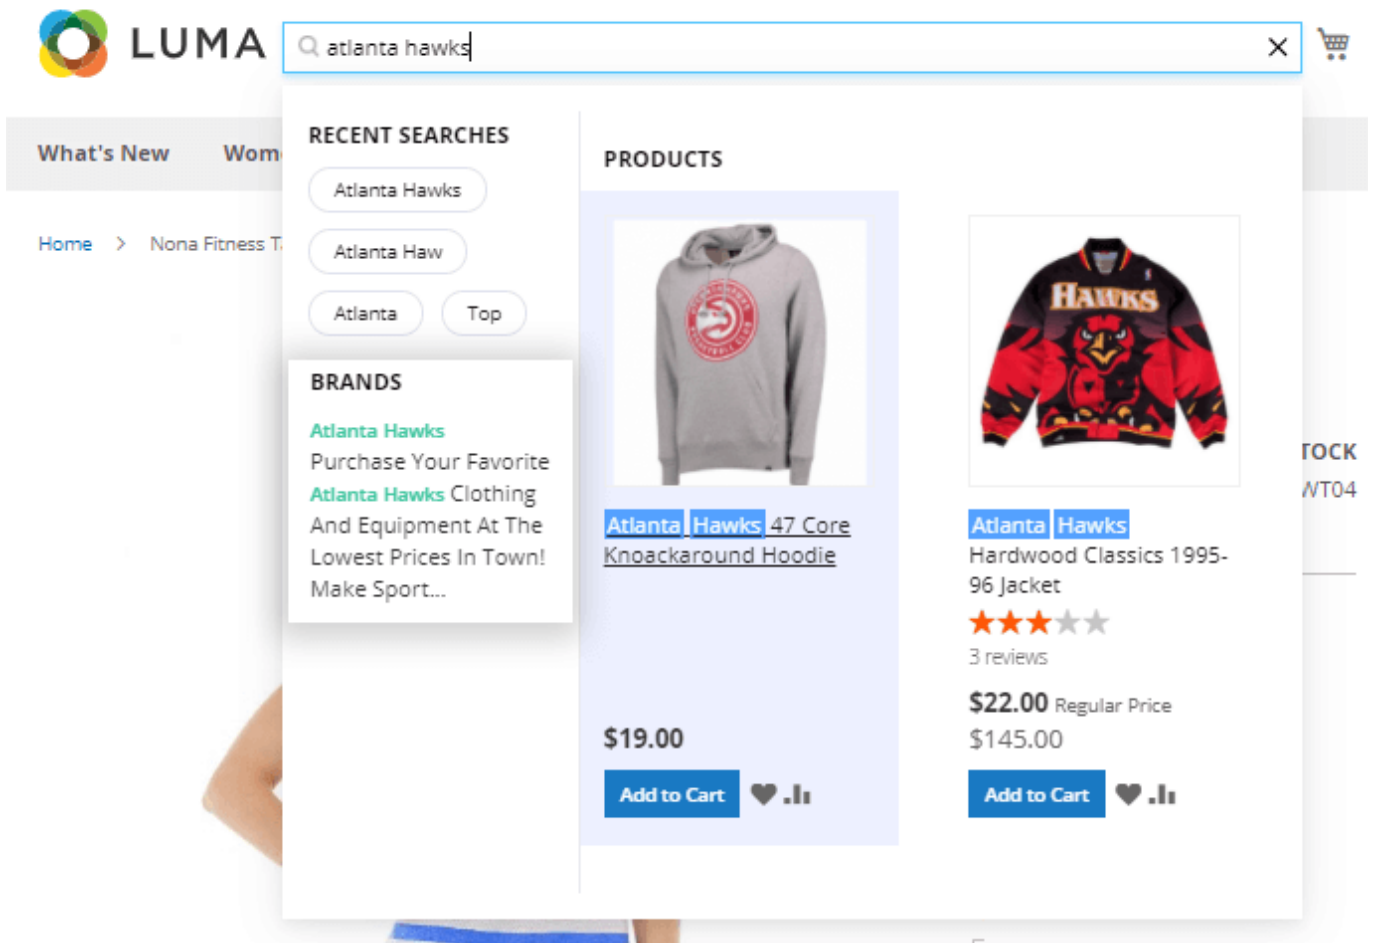 LUMA
atlanta hawks
What's New
RECENT SEARCHES
Atlanta Hawks
Atlanta Haw
Atlanta
Top
BRANDS
Atlanta Hawks
Purchase Your Favorite
Atlanta Hawks Clothing
And Equipment At The
Lowest Prices In Town!
Make Sport...
Home > Nona Fitness
PRODUCTS
HAWKS
Atlanta Hawks 47 Core
Knoackaround Hoodie
$19.00
Add to Cart
Atlanta Hawks
Hardwood Classics 1995-
96 Jacket
3 reviews
$22.00 Regular Price
$145.00
Add to Cart
TOCK
WT04